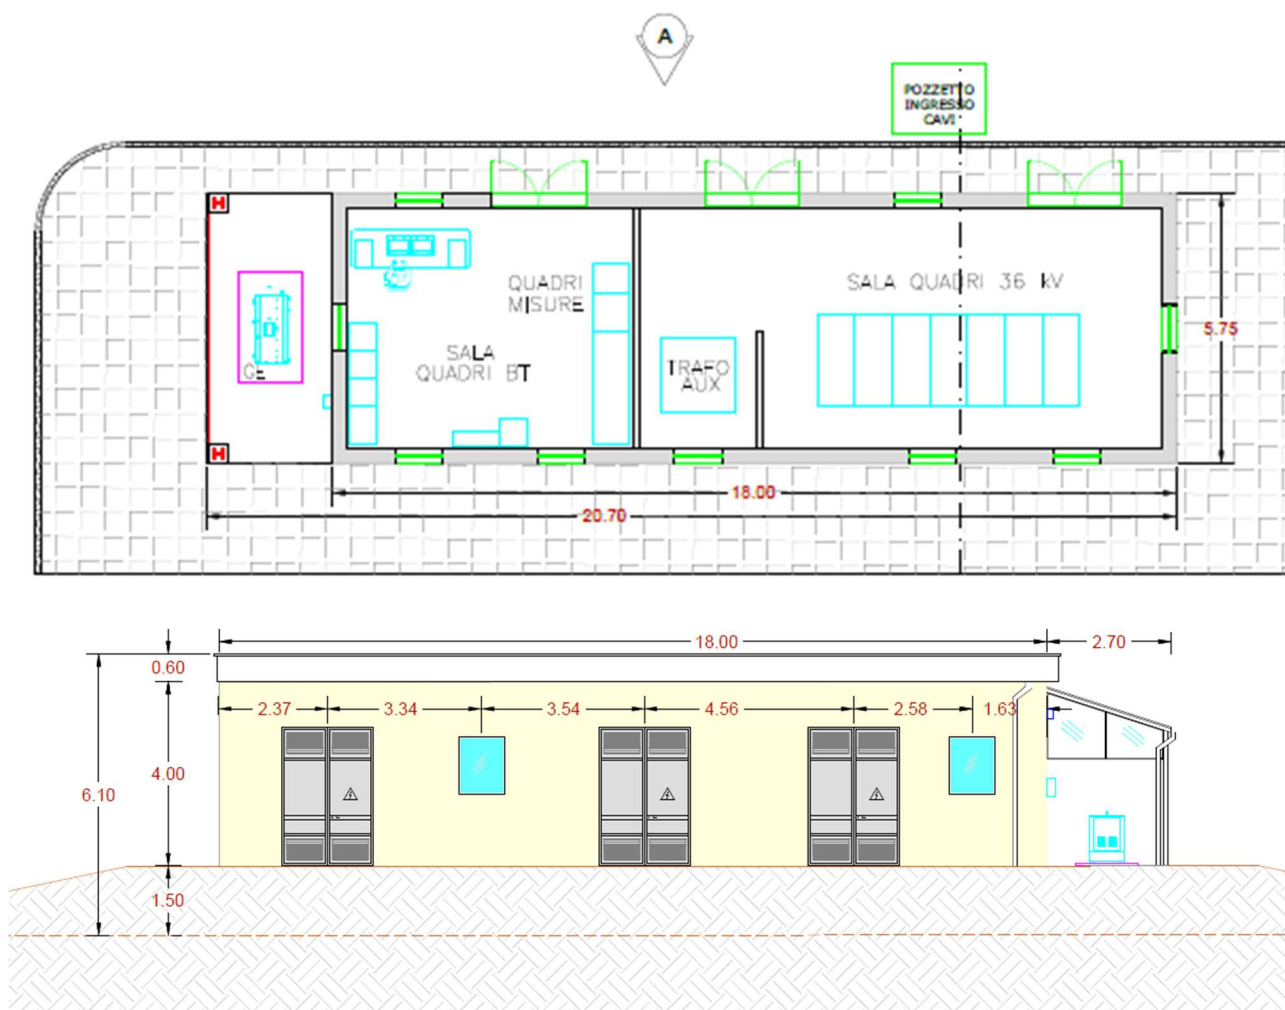 A
POZZETTO
INGRESSO
CAVI
H
QUADRI
MISURE
SALA QUADRI 36 kV
5.75
SALA
QUADRI BT
TRAFO
AUX
GE
H
18.00
20.70
18.00
2.70
0.60
2.37
3.34
3.54
4.56
2.58
1.63
4.00
6.10
1.50